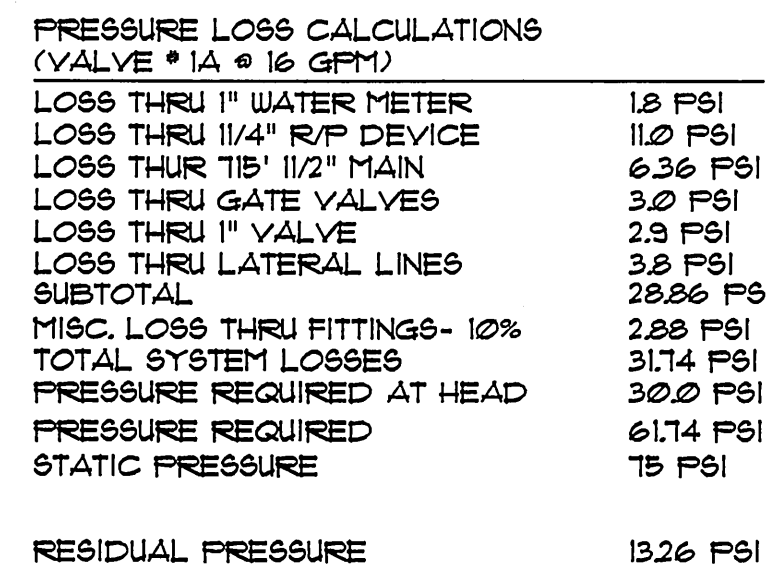 PRESSURE LOSS CALCULATIONS
(VALVE # 1A @ 16 GPM)
LOSS THRU 1" WATER METER 1.8 PSI
LOSS THRU 11/4" R/P DEVICE 11.0 PSI
LOSS THUR 715' 11/2" MAIN 6.36 PSI
LOSS THRU GATE VALVES 3.0 PSI
LOSS THRU 1" VALVE 2.9 PSI
LOSS THRU LATERAL LINES 3.8 PSI
SUBTOTAL 28.86 PS
MISC. LOSS THRU FITTINGS- 10% 2.88 PSI
TOTAL SYSTEM LOSSES 31.74 PSI
PRESSURE REQUIRED AT HEAD 30.0 PSI
PRESSURE REQUIRED 61.74 PSI
STATIC PRESSURE 75 PSI
RESIDUAL PRESSURE 13.26 PSI